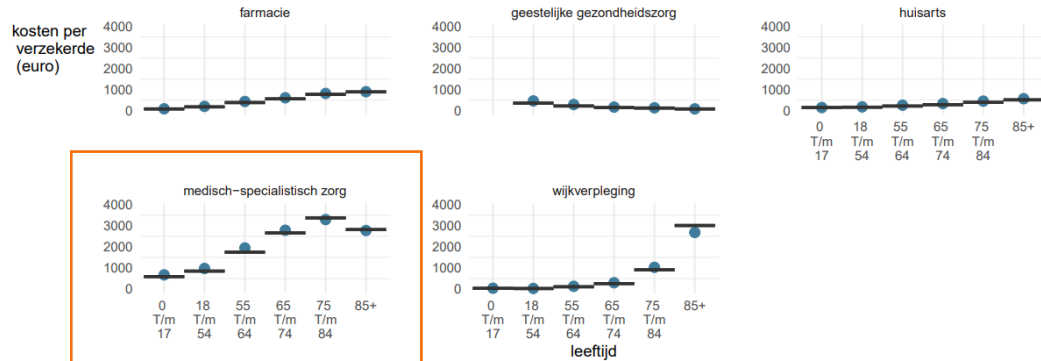 farmacie
geestelijke gezondheidszorg
huisarts
kosten per
verzekerde
(euro)
4000
3000
2000
1000
0
4000
3000
2000
1000
0
4000
3000
2000
1000
0
0 18 55 65 75 85+
T/m T/m T/m T/m T/m
17 54 64 74 84
medisch−specialistisch zorg
wijkverpleging
4000
3000
2000
1000
0
4000
3000
2000
1000
0
0 18 55 65 75 85+
T/m T/m T/m T/m T/m
17 54 64 74 84
0 18 55 65 75 85+
T/m T/m T/m T/m T/m
17 54 64 74 84
leeftijd